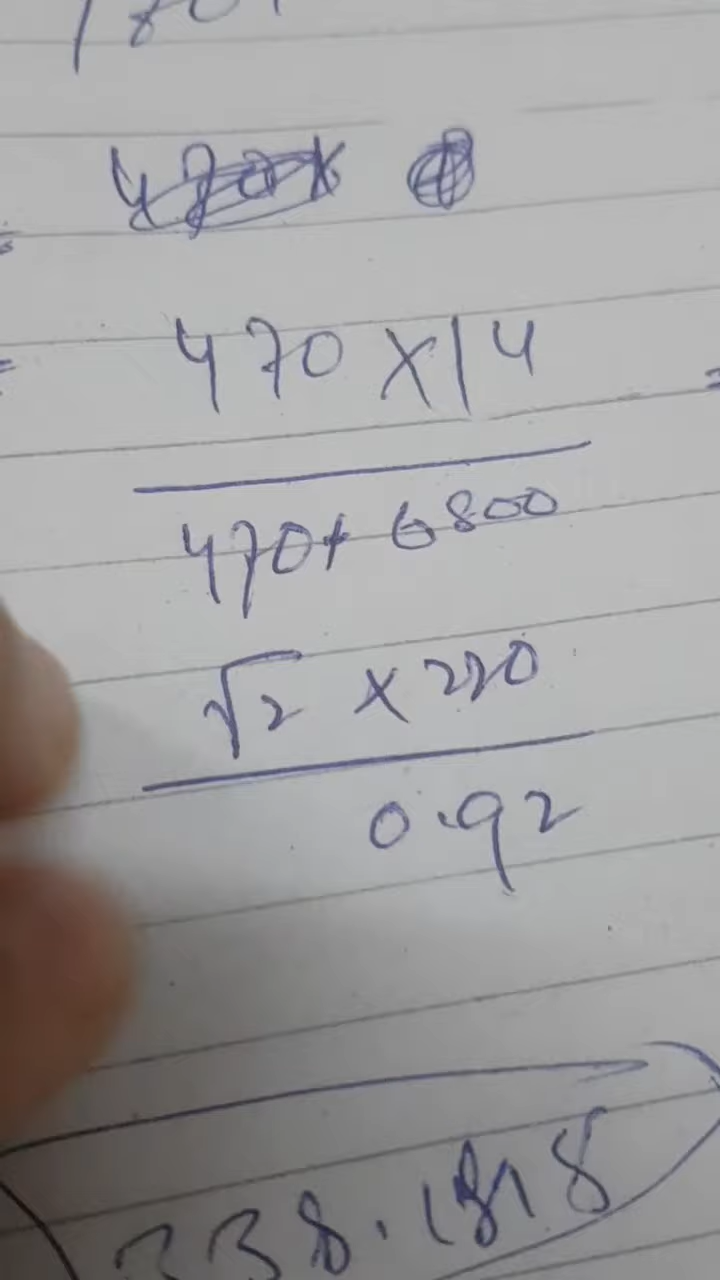 =
= 470 × 14 =
470 + 6800
√2 × 220
0.92
338.1818